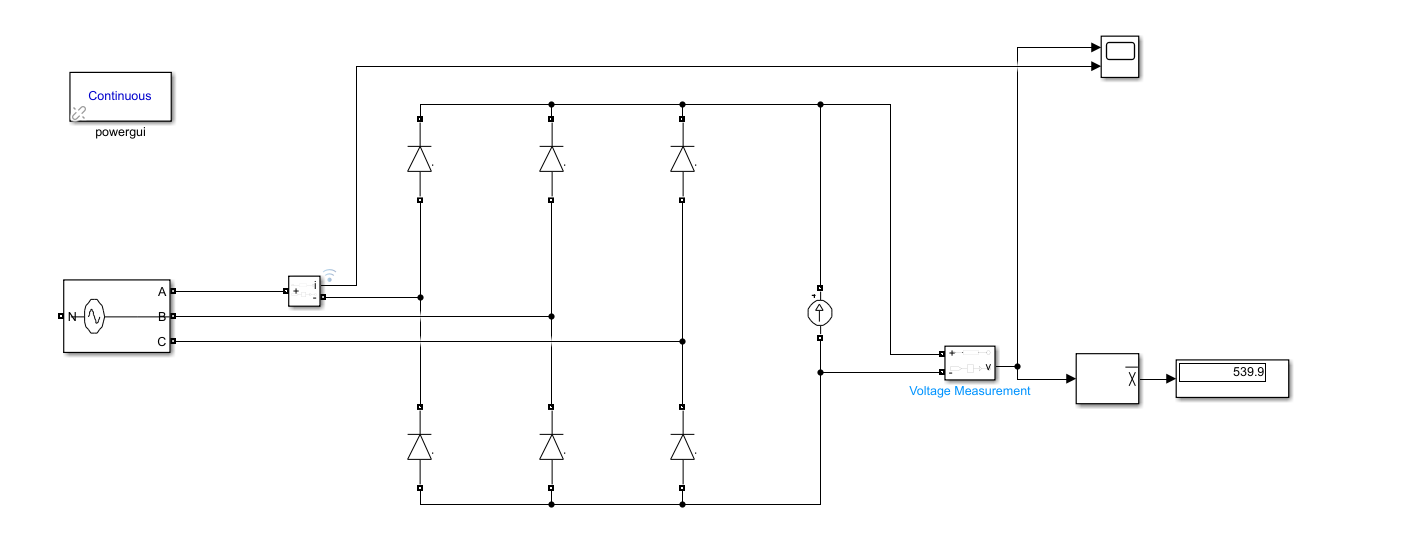 Continuous
powergui
A
i
+
-
N
B
C
+
+
-
v
Voltage Measurement
X
539.9